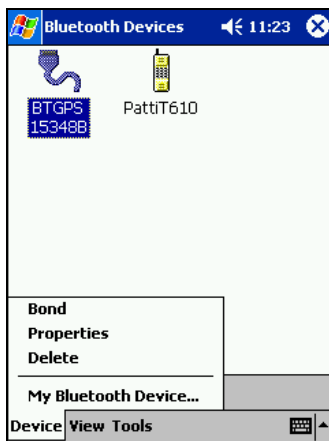 Bluetooth Devices 11:23
BTGPS PattiT610
15348B
Bond
Properties
Delete
My Bluetooth Device...
Device View Tools